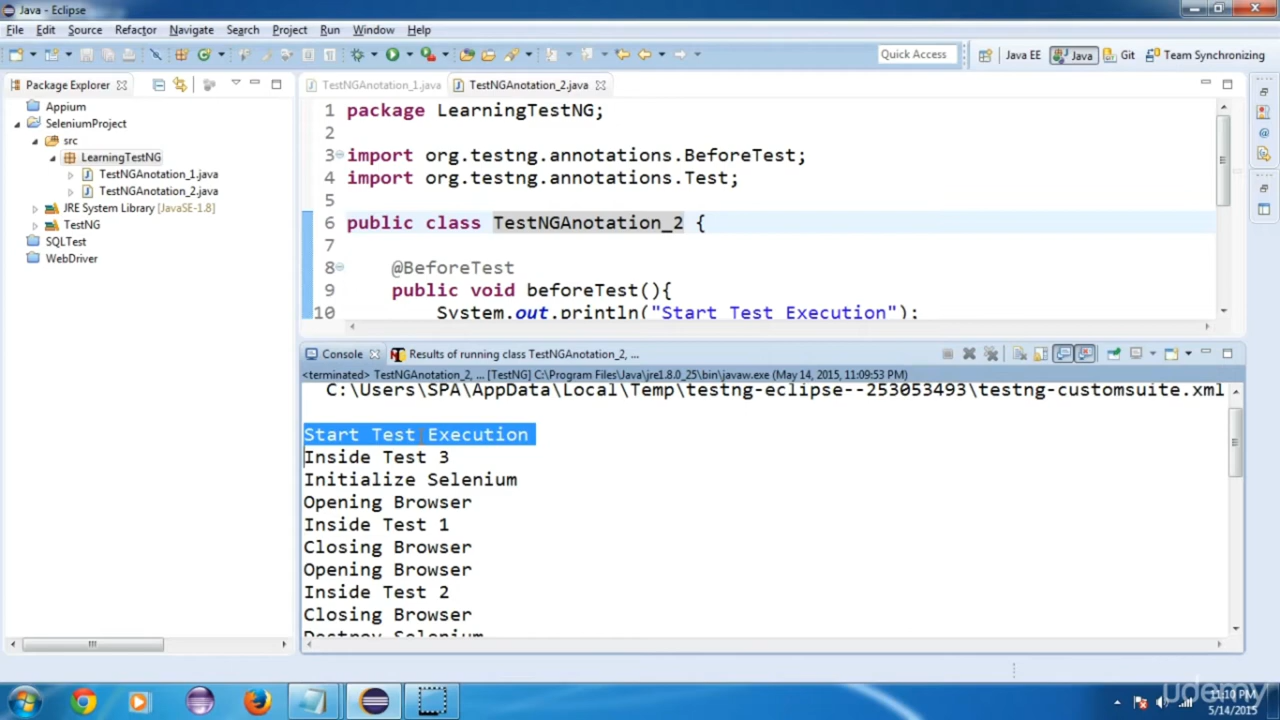 Java - Eclipse
File Edit Source Refactor Navigate Search Project Run Window Help
Quick Access Java EE Java Git Team Synchronizing
Package Explorer
Appium
SeleniumProject
src
LearningTestNG
TestNGAnotation_1.java
TestNGAnotation_2.java
JRE System Library [JavaSE-1.8]
TestNG
SQLTest
WebDriver
TestNGAnotation_1.java TestNGAnotation_2.java
1 package LearningTestNG;
2
3 import org.testng.annotations.BeforeTest;
4 import org.testng.annotations.Test;
5
6 public class TestNGAnotation_2 {
7
8 @BeforeTest
9 public void beforeTest(){
10 System.out.println("Start Test Execution");
Console Results of running class TestNGAnotation_2, ...
<terminated> TestNGAnotation_2, ... [TestNG] C:\Program Files\Java\jre1.8.0_25\bin\javaw.exe (May 14, 2015, 11:09:53 PM)
C:\Users\SPA\AppData\Local\Temp\testng-eclipse--253053493\testng-customsuite.xml
Start Test Execution
Inside Test 3
Initialize Selenium
Opening Browser
Inside Test 1
Closing Browser
Opening Browser
Inside Test 2
Closing Browser
Destroy Selenium
11:10 PM
5/14/2015
udemy